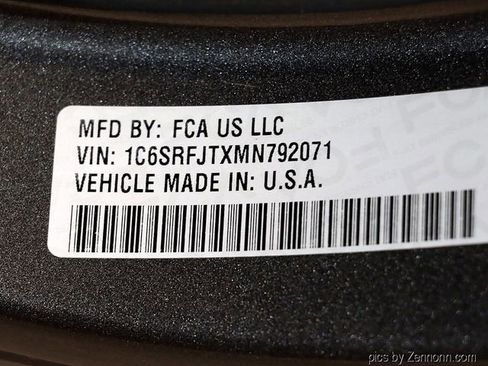 MFD BY: FCA US LLC
VIN: 1C6SRFJTXMN792071
VEHICLE MADE IN: U.S.A.
pics by Zennonn.com